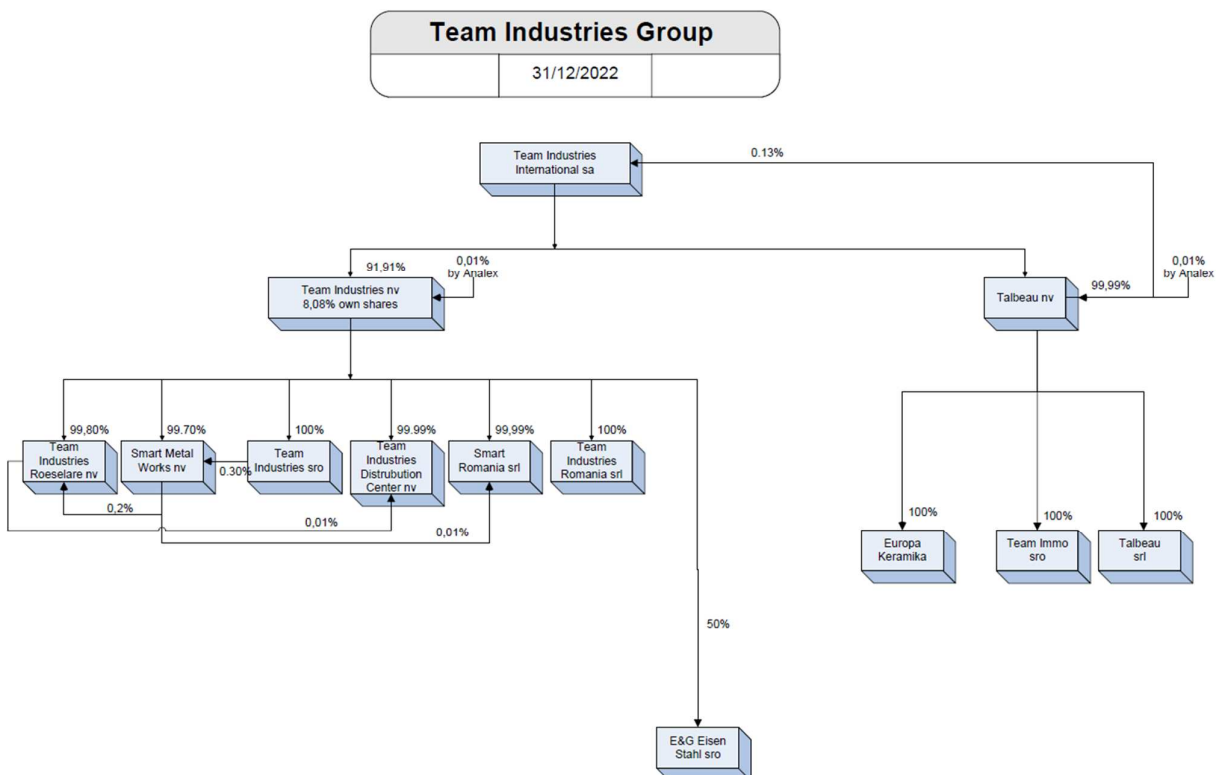 Team Industries Group
31/12/2022
Team Industries
International sa
0.13%
91,91%
0,01%
by Analex
Team Industries nv
8,08% own shares
Talbeau nv
99,99%
0,01%
by Analex
99,80%
99.70%
100%
99.99%
99,99%
100%
Team
Industries
Roeselare nv
Smart Metal
Works nv
0.30%
Team
Industries sro
Team
Industries
Distrubution
Center nv
Smart
Romania srl
Team
Industries
Romania srl
0,2%
0,01%
0,01%
100%
100%
100%
Europa
Keramika
Team Immo
sro
Talbeau
srl
50%
E&G Eisen
Stahl sro